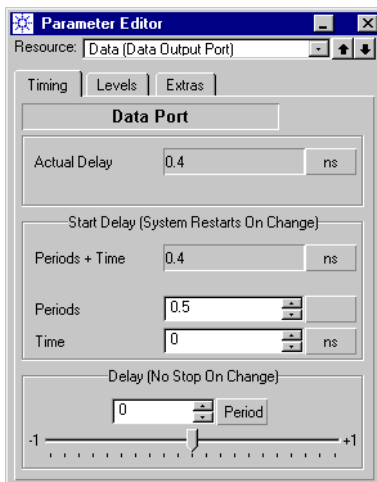 Parameter Editor
Resource: Data (Data Output Port)
Timing Levels Extras
Data Port
Actual Delay 0.4 ns
Start Delay (System Restarts On Change)
Periods + Time 0.4 ns
Periods 0.5
Time 0 ns
Delay (No Stop On Change)
0 Period
-1 +1